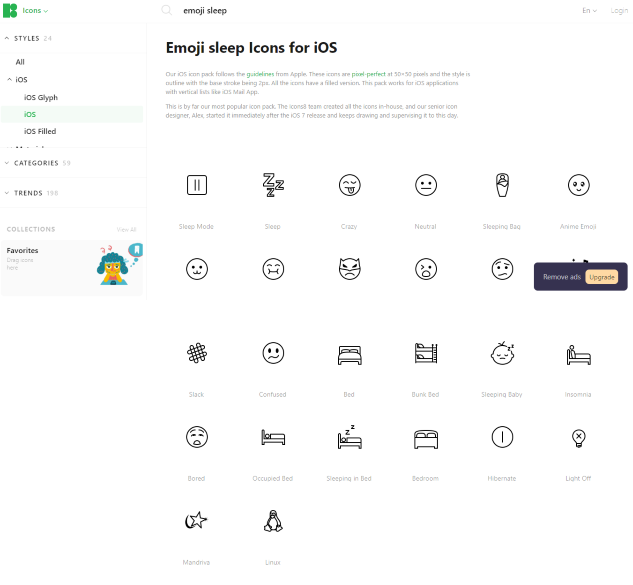 Icons
emoji sleep
En
Login
STYLES 24
All
iOS
iOS Glyph
iOS
iOS Filled
CATEGORIES 59
TRENDS 198
COLLECTIONS
View All
Favorites
Drag icons
here
Emoji sleep Icons for iOS
Our iOS icon pack follows the guidelines from Apple. These icons are pixel-perfect at 50×50 pixels and the style is
outline with the base stroke being 2px. All the icons have a filled version. This pack works for iOS applications
with vertical lists like iOS Mail App.
This is by far our most popular icon pack. The Icons8 team created all the icons in-house, and our senior icon
designer, Alex, started it immediately after the iOS 7 release and keeps drawing and supervising it to this day.
Sleep Mode
Sleep
Crazy
Neutral
Sleeping Bag
Anime Emoji
Remove ads
Upgrade
Slack
Confused
Bed
Bunk Bed
Sleeping Baby
Insomnia
Bored
Occupied Bed
Sleeping in Bed
Bedroom
Hibernate
Light Off
Mandriva
Linux